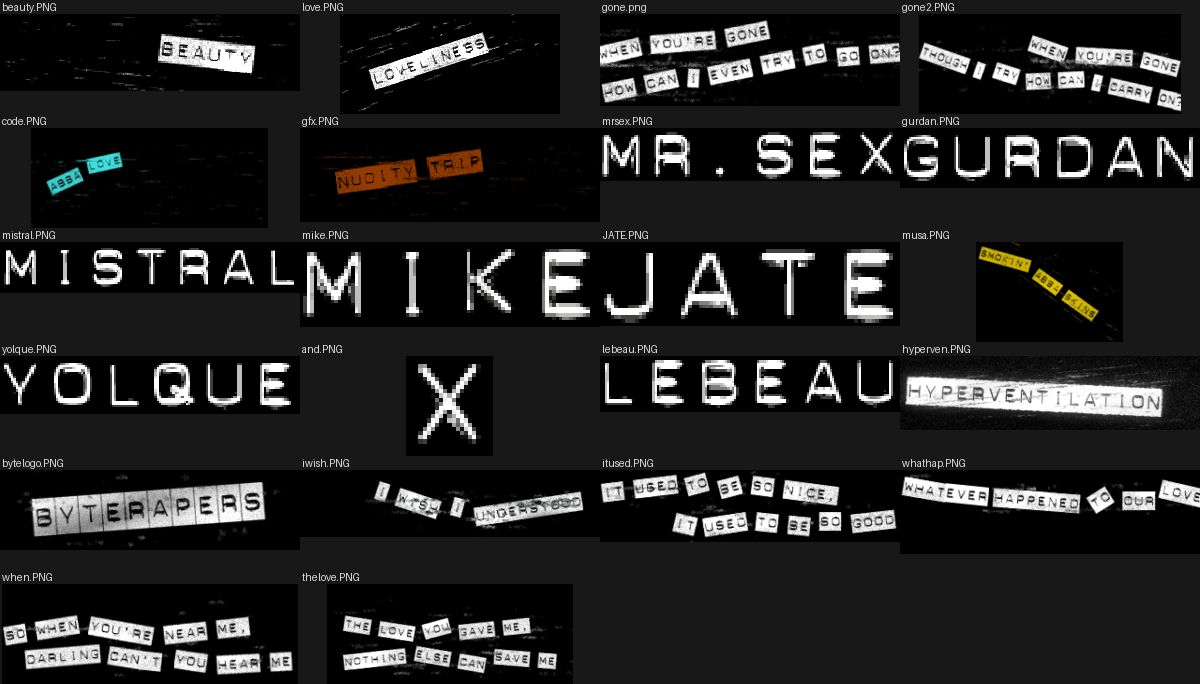 beauty.PNG
BEAUTY
love.PNG
LOVELINESS
gone.png
WHEN YOU'RE GONE
HOW CAN I EVEN TRY TO GO ON?
gone2.PNG
WHEN YOU'RE GONE
THOUGH I TRY HOW CAN I CARRY ON?
code.PNG
ABBA LOVE
gfx.PNG
NUDITY TRIP
mrsex.PNG
MR. SEX
gurdan.PNG
GURDAN
mistral.PNG
MISTRAL
mike.PNG
MIKE
JATE.PNG
JATE
musa.PNG
SMOKIN' ABBA SKINS
yolque.PNG
YOLQUE
and.PNG
X
lebeau.PNG
LEBEAU
hyperven.PNG
HYPERVENTILATION
bytelogo.PNG
BYTERAPERS
iwish.PNG
I WISH I UNDERSTOOD
itused.PNG
IT USED TO BE SO NICE,
IT USED TO BE SO GOOD
whathap.PNG
WHATEVER HAPPENED TO OUR LOVE
when.PNG
SO WHEN YOU'RE NEAR ME,
DARLING CAN'T YOU HEAR ME
thelove.PNG
THE LOVE YOU GAVE ME,
NOTHING ELSE CAN SAVE ME